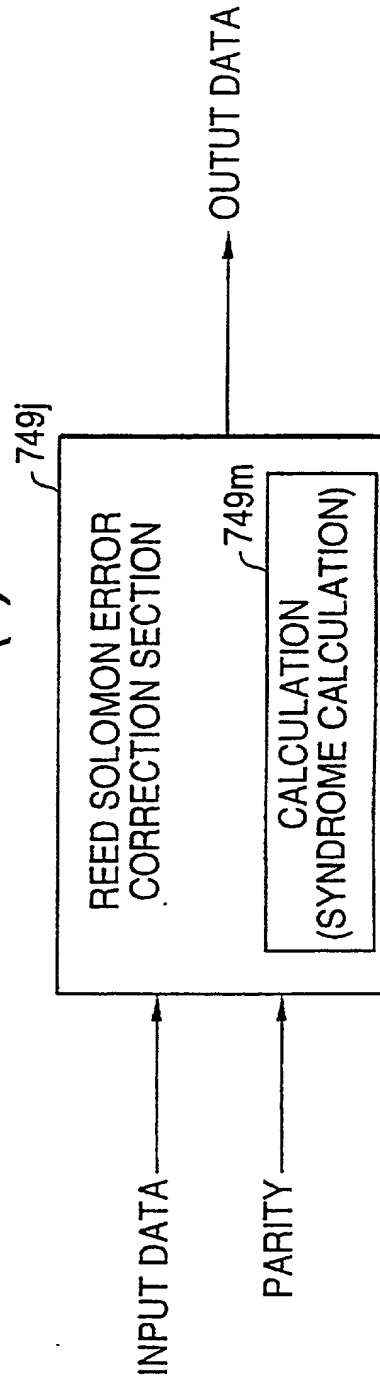 749j
REED SOLOMON ERROR
CORRECTION SECTION
749m
CALCULATION
(SYNDROME CALCULATION)
INPUT DATA
PARITY
OUTUT DATA